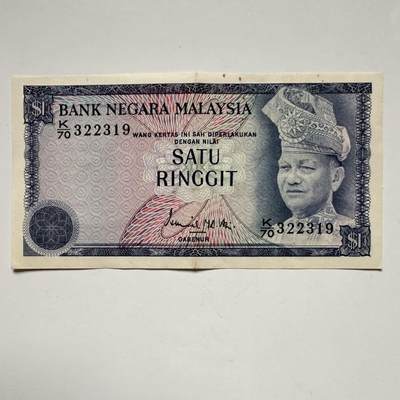 $1
BANK NEGARA MALAYSIA
K/70 322319
WANG KERTAS INI SAH DIPERLAKUKAN
DENGAN NILAI
SATU
RINGGIT
K/70 322319
GABENUR
$1